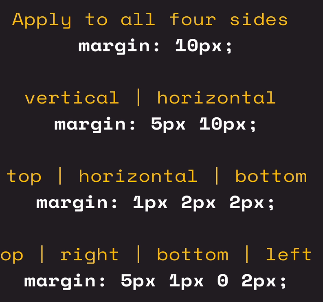 Apply to all four sides
margin: 10px;
vertical | horizontal
margin: 5px 10px;
top | horizontal | bottom
margin: 1px 2px 2px;
op | right | bottom | left
margin: 5px 1px 0 2px;